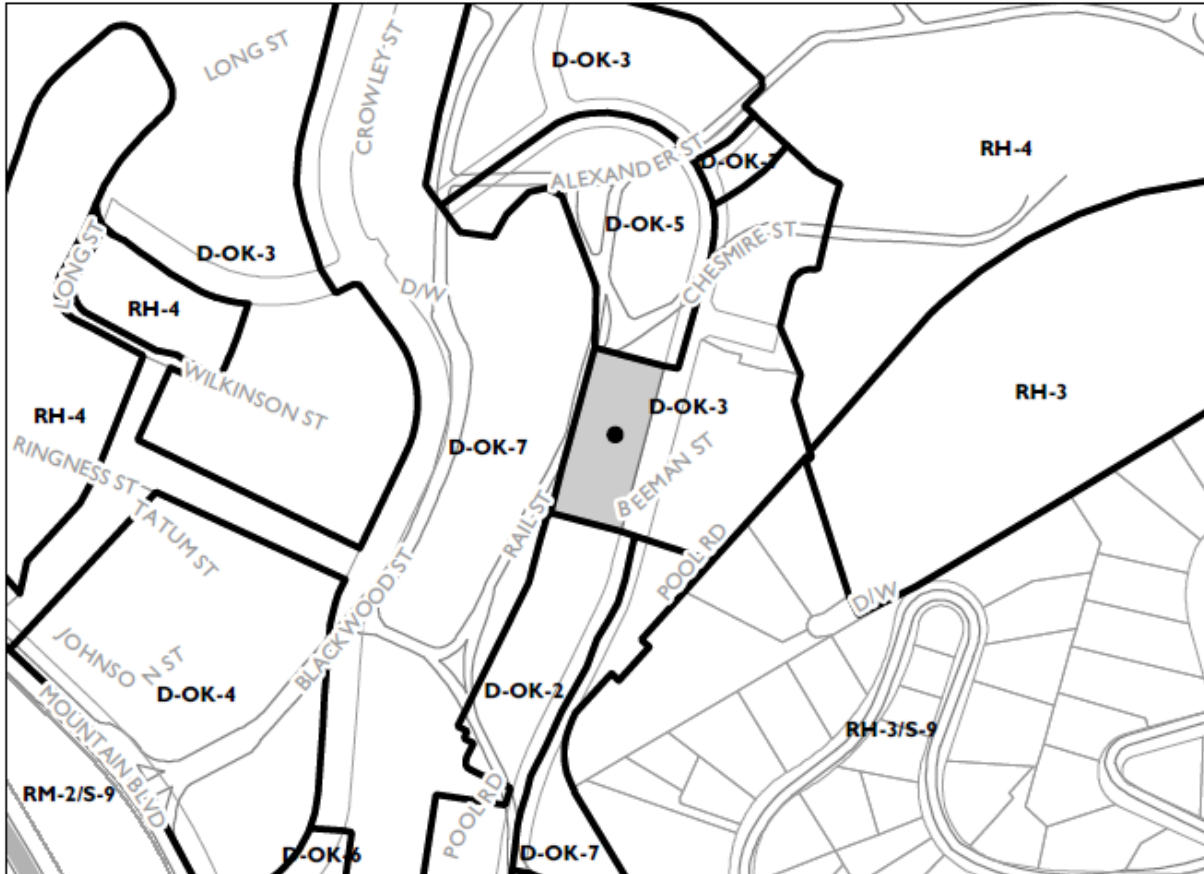 LONG ST
CROWLEY ST
D-OK-3
ALEXANDER ST
D-OK-7
RH-4
D-OK-5
LONG ST
D-OK-3
CHESMIRE ST
D/W
RH-4
WILKINSON ST
RH-3
RH-4
D-OK-3
D-OK-7
RINGNESS ST
BEEMAN ST
TATUM ST
RAIL ST
POOL RD
D/W
BLACKWOOD ST
JOHNSO
N ST
D-OK-4
D-OK-2
MOUNTAIN BLVD
RH-3/S-9
RM-2/S-9
POOL RD
D-OK-6
D-OK-7